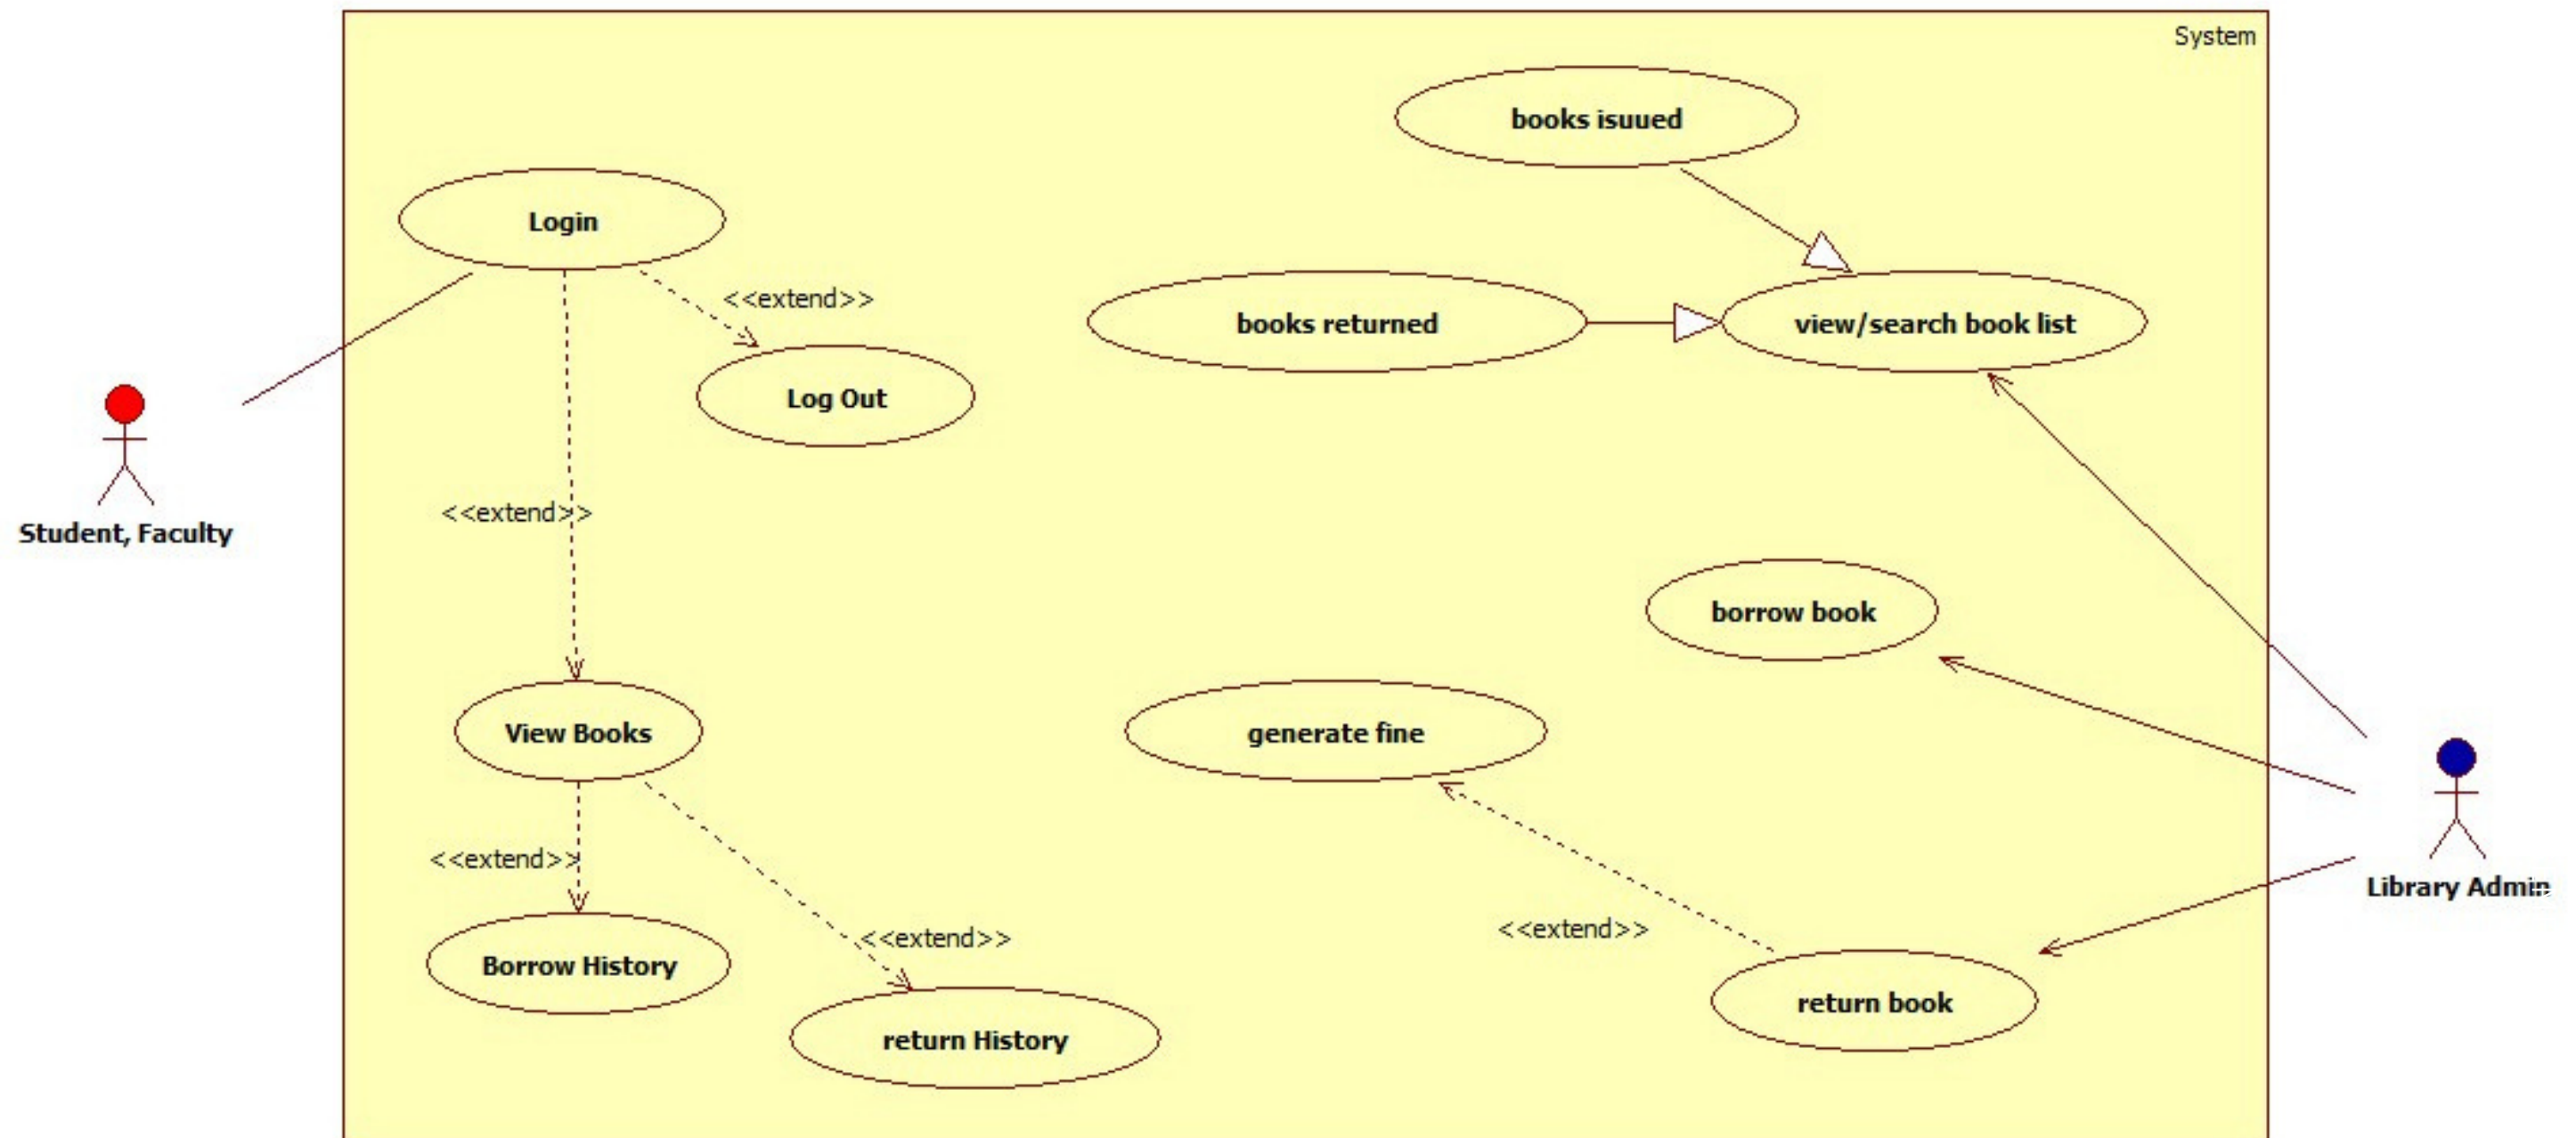 System
books isuued
Login
<<extend>>
books returned
view/search book list
Log Out
<<extend>>
Student, Faculty
borrow book
View Books
generate fine
<<extend>>
Library Admin
<<extend>>
<<extend>>
Borrow History
return book
return History